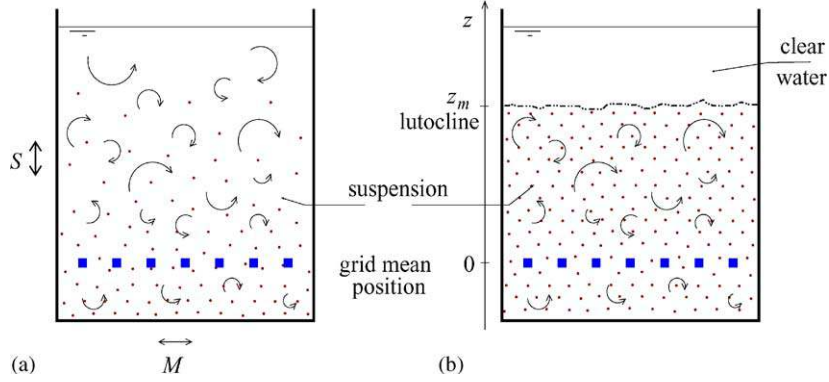 z
clear
water
z_m
lutocline
S
suspension
grid mean
position
0
(a)
M
(b)